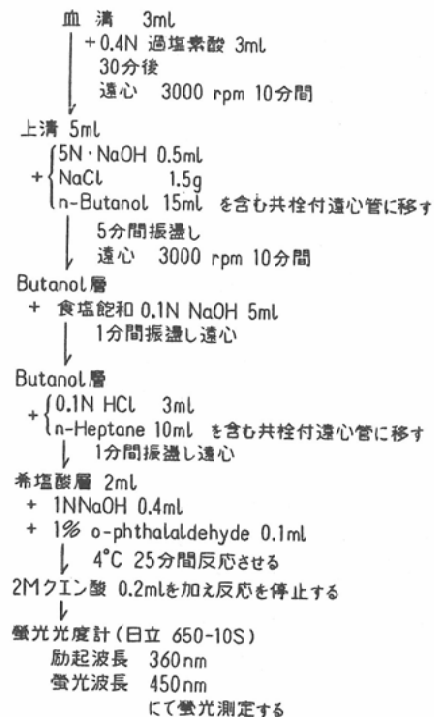 血 清 3ml
+0.4N 過塩素酸 3ml
30分後
遠心 3000 rpm 10分間
上清 5ml
5N・NaOH 0.5ml
+ NaCl 1.5g
n-Butanol 15ml を含む共栓付遠心管に移す
5分間振盪し
遠心 3000 rpm 10分間
Butanol層
+ 食塩飽和 0.1N NaOH 5ml
1分間振盪し遠心
Butanol層
+ 0.1N HCl 3ml
n-Heptane 10ml を含む共栓付遠心管に移す
1分間振盪し遠心
希塩酸層 2ml
+ 1NNaOH 0.4ml
+ 1% o-phthalaldehyde 0.1ml
4°C 25分間反応させる
2Mクエン酸 0.2mlを加え反応を停止する
螢光光度計(日立 650-10S)
励起波長 360nm
螢光波長 450nm
にて螢光測定する